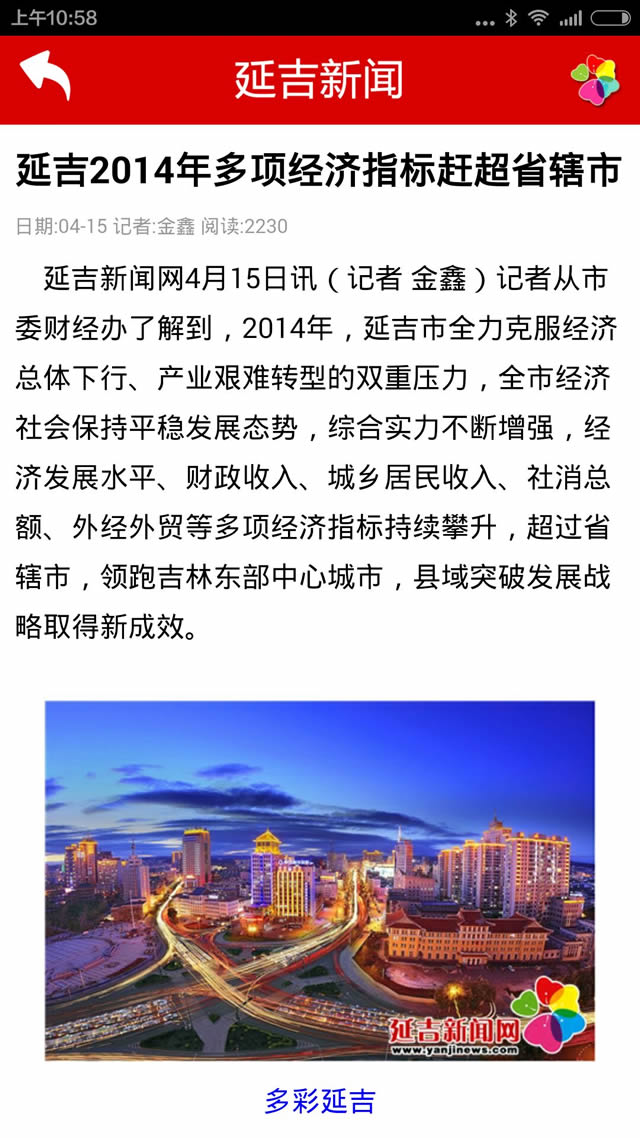 上午10:58
延吉新闻
延吉2014年多项经济指标赶超省辖市
日期:04-15 记者:金鑫 阅读:2230
延吉新闻网4月15日讯（记者 金鑫）记者从市
委财经办了解到，2014年，延吉市全力克服经济
总体下行、产业艰难转型的双重压力，全市经济
社会保持平稳发展态势，综合实力不断增强，经
济发展水平、财政收入、城乡居民收入、社消总
额、外经外贸等多项经济指标持续攀升，超过省
辖市，领跑吉林东部中心城市，县域突破发展战
略取得新成效。
延吉新闻网
www.yanjinews.com
多彩延吉